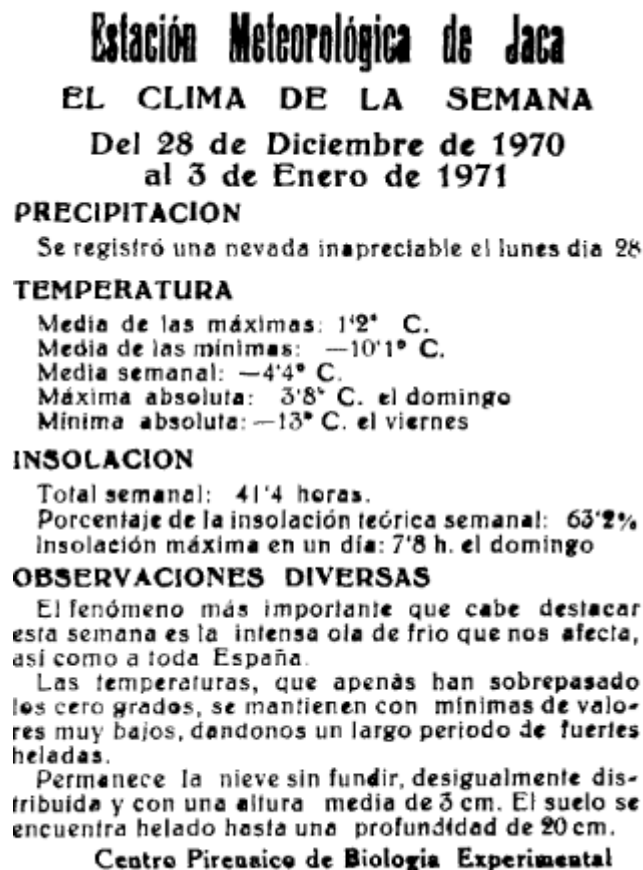 Estación Meteorológica de Jaca
EL CLIMA DE LA SEMANA
Del 28 de Diciembre de 1970
al 3 de Enero de 1971
PRECIPITACION
Se registró una nevada inapreciable el lunes dia 28
TEMPERATURA
Media de las máximas: 1'2° C.
Media de las mínimas: —10'1° C.
Media semanal: —4'4° C.
Máxima absoluta: 3'8° C. el domingo
Mínima absoluta: —13° C. el viernes
INSOLACION
Total semanal: 41'4 horas.
Porcentaje de la insolación teórica semanal: 63'2%
Insolación máxima en un día: 7'8 h. el domingo
OBSERVACIONES DIVERSAS
El fenómeno más importante que cabe destacar
esta semana es la intensa ola de frio que nos afecta,
asi como a toda España.
Las temperaturas, que apenàs han sobrepasado
los cero grados, se mantienen con mínimas de valo-
res muy bajos, dandonos un largo periodo de fuertes
heladas.
Permanece la nieve sin fundir, desigualmente dis-
tribuida y con una altura media de 3 cm. El suelo se
encuentra helado hasta una profundidad de 20 cm.
Centro Pirenaico de Biologia Experimental